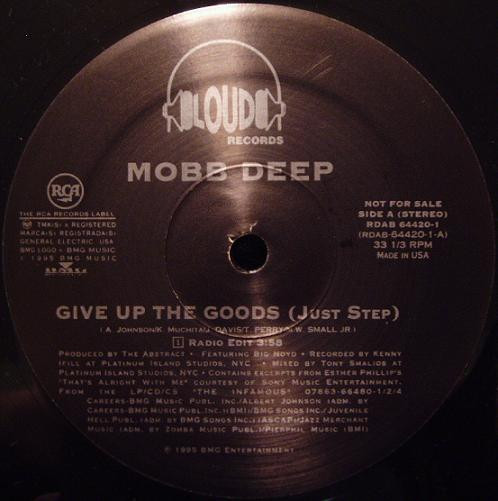 LOUD
RECORDS
MOBB DEEP
RCA
THE RCA RECORDS LABEL
TMK(S) ® REGISTERED
MARCA(S) REGISTRADA(S)
GENERAL ELECTRIC USA
BMG LOGO ® BMG MUSIC
© 1995 BMG MUSIC
NOT FOR SALE
SIDE A (STEREO)
RDAB 64420-1
(RDAB-64420-1-A)
33 1/3 RPM
MADE IN USA
GIVE UP THE GOODS (JUST STEP)
(A. JOHNSON/K. MUCHITA/J. DAVIS/T. PERRY/W. SMALL JR.)
1 RADIO EDIT 3:58
PRODUCED BY THE ABSTRACT • FEATURING BIG NOYD • RECORDED BY KENNY
IFILL AT PLATINUM ISLAND STUDIOS, NYC • MIXED BY TONY SMALIOS AT
PLATINUM ISLAND STUDIOS, NYC • CONTAINS EXCERPTS FROM ESTHER PHILLIP'S
"THAT'S ALRIGHT WITH ME" COURTESY OF SONY MUSIC ENTERTAINMENT.
FROM THE LP/CD/CS "THE INFAMOUS" 07863-66480-1/2/4
CAREERS-BMG MUSIC PUBL. INC./ALBERT JOHNSON (ADM. BY
CAREERS-BMG MUSIC PUBL. INC.)(BMI)/BMG SONGS INC./JUVENILE
HELL PUBL. (ADM. BY BMG SONGS INC.)(ASCAP)/JAZZ MERCHANT
MUSIC (ADM. BY ZOMBA MUSIC PUBL.)/PIERPHIL MUSIC (BMI)
℗ 1995 BMG ENTERTAINMENT